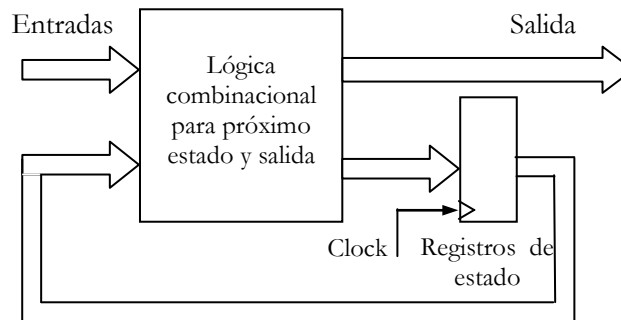 Entradas
Salida
Lógica
combinacional
para próximo
estado y salida
Clock
Registros de
estado